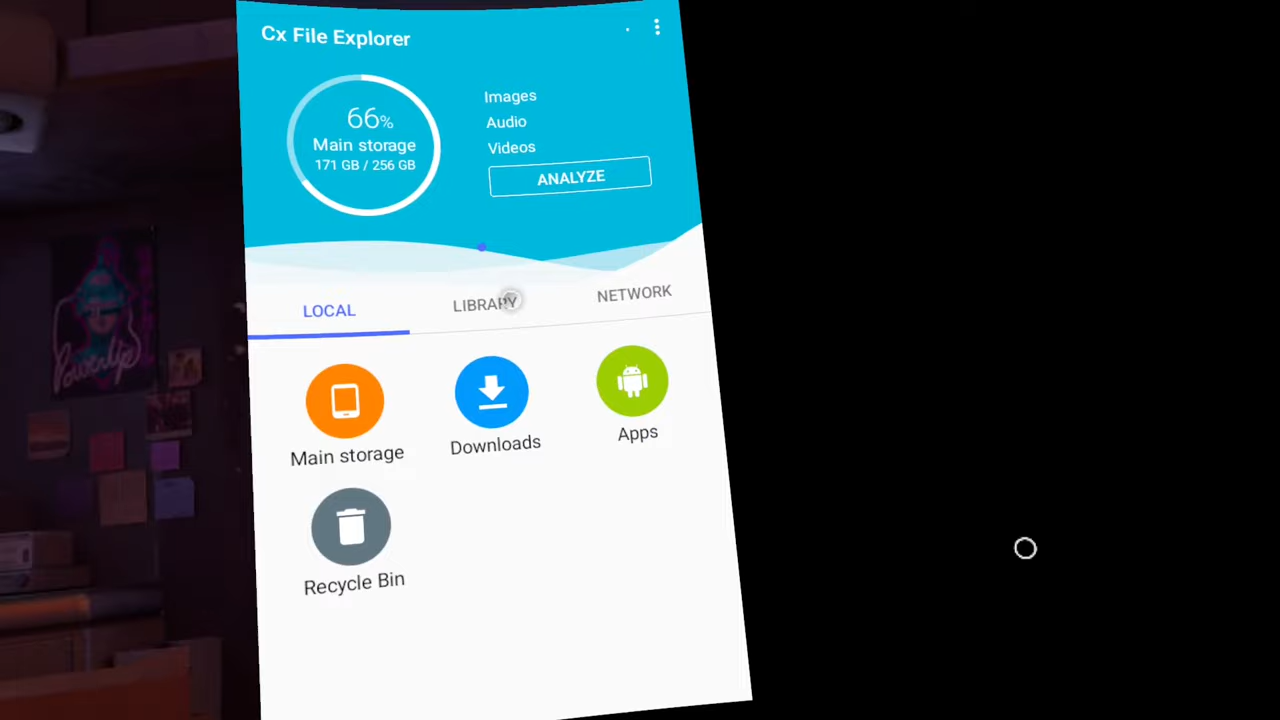 Cx File Explorer
66%
Main storage
171 GB / 256 GB
Images
Audio
Videos
ANALYZE
LOCAL
LIBRARY
NETWORK
Main storage
Downloads
Apps
Recycle Bin
PowerUp